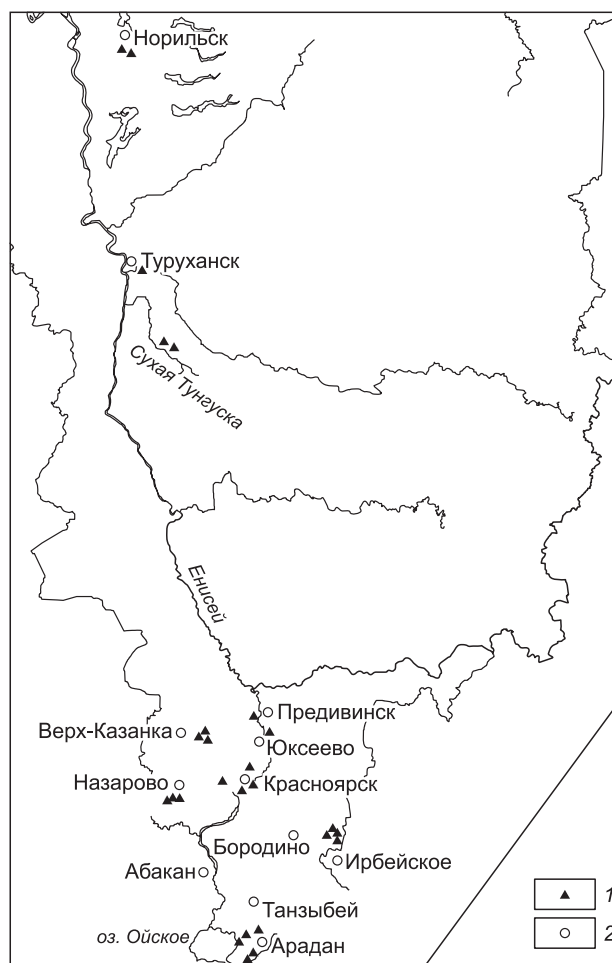 Норильск
Туруханск
Сухая Тунгуска
Енисей
Предивинск
Верх-Казанка
Юксеево
Назарово
Красноярск
Бородино
Ирбейское
Абакан
Танзыбей
оз. Ойское
Арадан
1
2